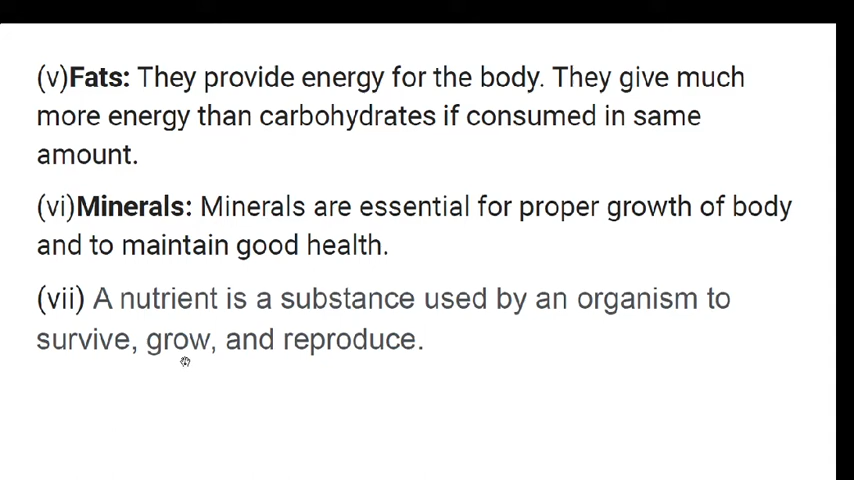 (v)Fats: They provide energy for the body. They give much
more energy than carbohydrates if consumed in same
amount.
(vi)Minerals: Minerals are essential for proper growth of body
and to maintain good health.
(vii) A nutrient is a substance used by an organism to
survive, grow, and reproduce.